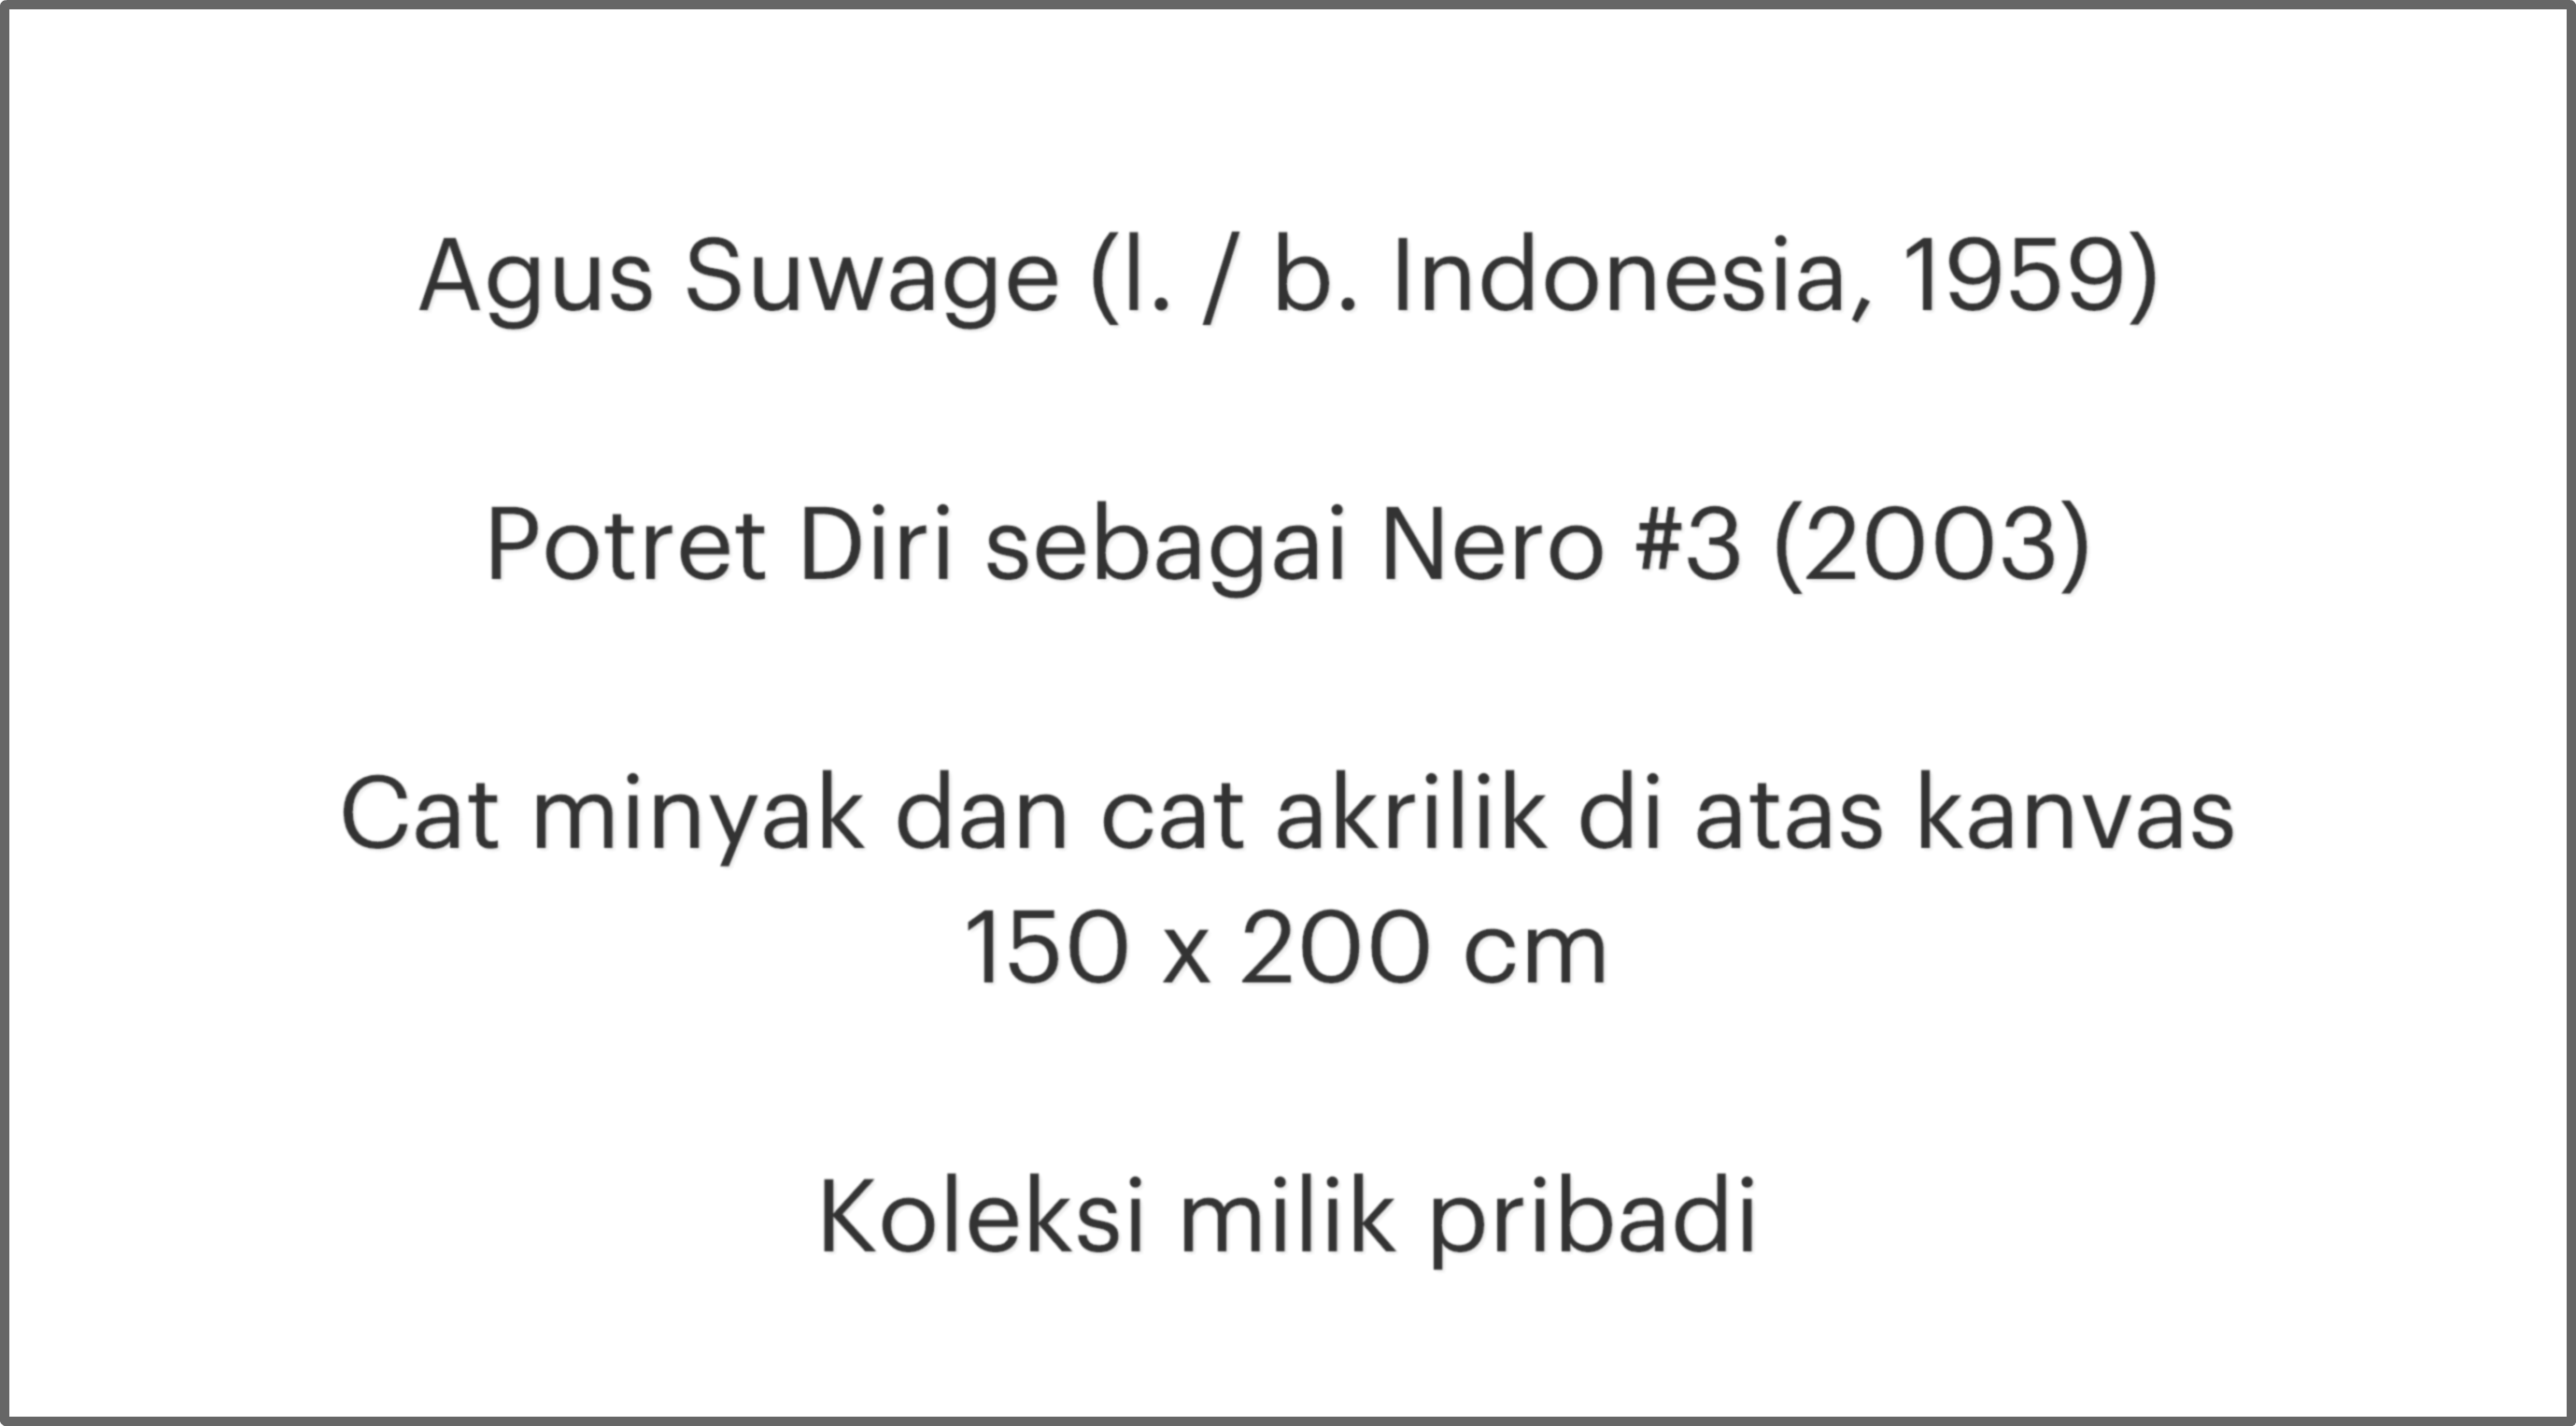 Agus Suwage (l. / b. Indonesia, 1959)
Potret Diri sebagai Nero #3 (2003)
Cat minyak dan cat akrilik di atas kanvas
150 x 200 cm
Koleksi milik pribadi